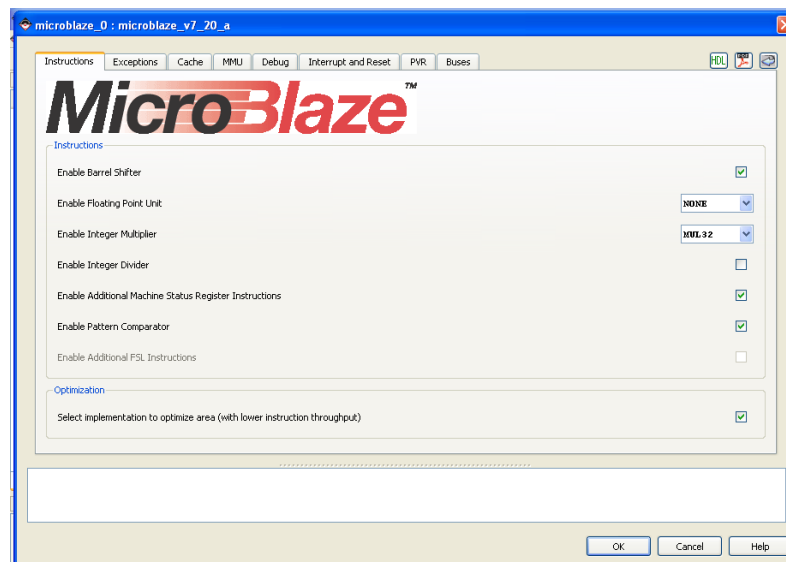 microblaze_0 : microblaze_v7_20_a
Instructions Exceptions Cache MMU Debug Interrupt and Reset PVR Buses
HDL PDF
MicroBlaze™
Instructions
Enable Barrel Shifter
Enable Floating Point Unit NONE
Enable Integer Multiplier MUL32
Enable Integer Divider
Enable Additional Machine Status Register Instructions
Enable Pattern Comparator
Enable Additional FSL Instructions
Optimization
Select implementation to optimize area (with lower instruction throughput)
OK Cancel Help